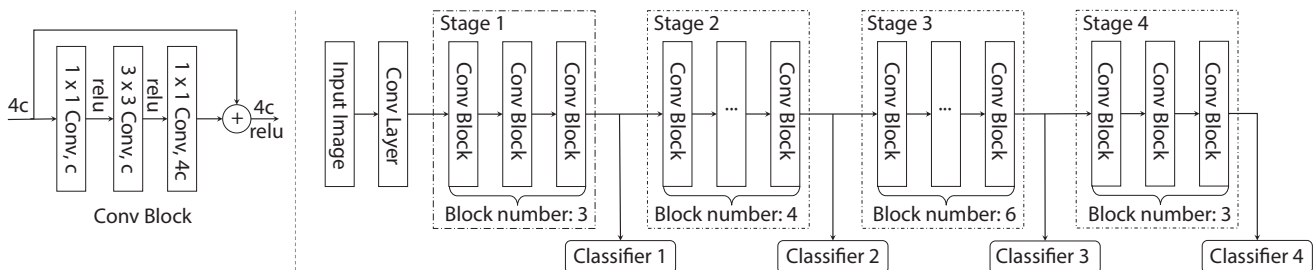 4c
1 x 1 Conv, c
relu
3 x 3 Conv, c
relu
1 x 1 Conv, 4c
+
4c
relu
Conv Block
Input Image
Conv Layer
Stage 1
Conv Block
Conv Block
Conv Block
Block number: 3
Classifier 1
Stage 2
Conv Block
...
Conv Block
Block number: 4
Classifier 2
Stage 3
Conv Block
...
Conv Block
Block number: 6
Classifier 3
Stage 4
Conv Block
Conv Block
Conv Block
Block number: 3
Classifier 4